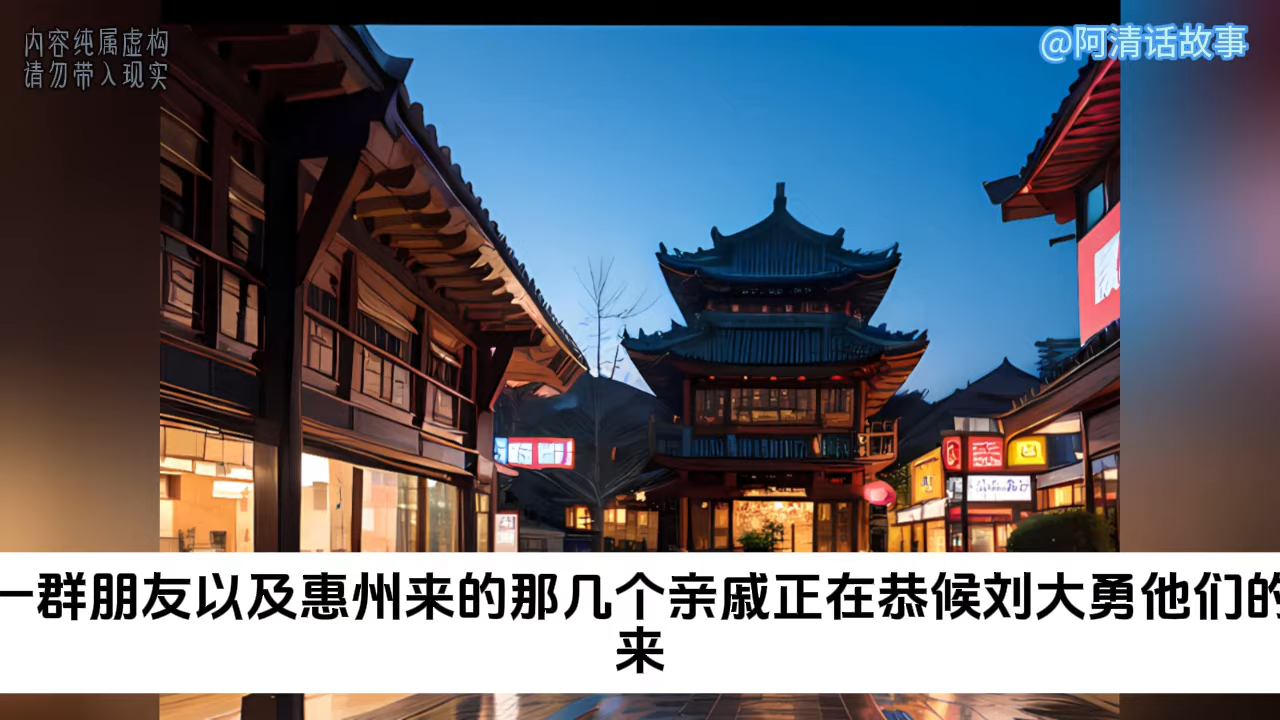 内容纯属虚构
请勿带入现实
@阿清话故事
一群朋友以及惠州来的那几个亲戚正在恭候刘大勇他们的
来